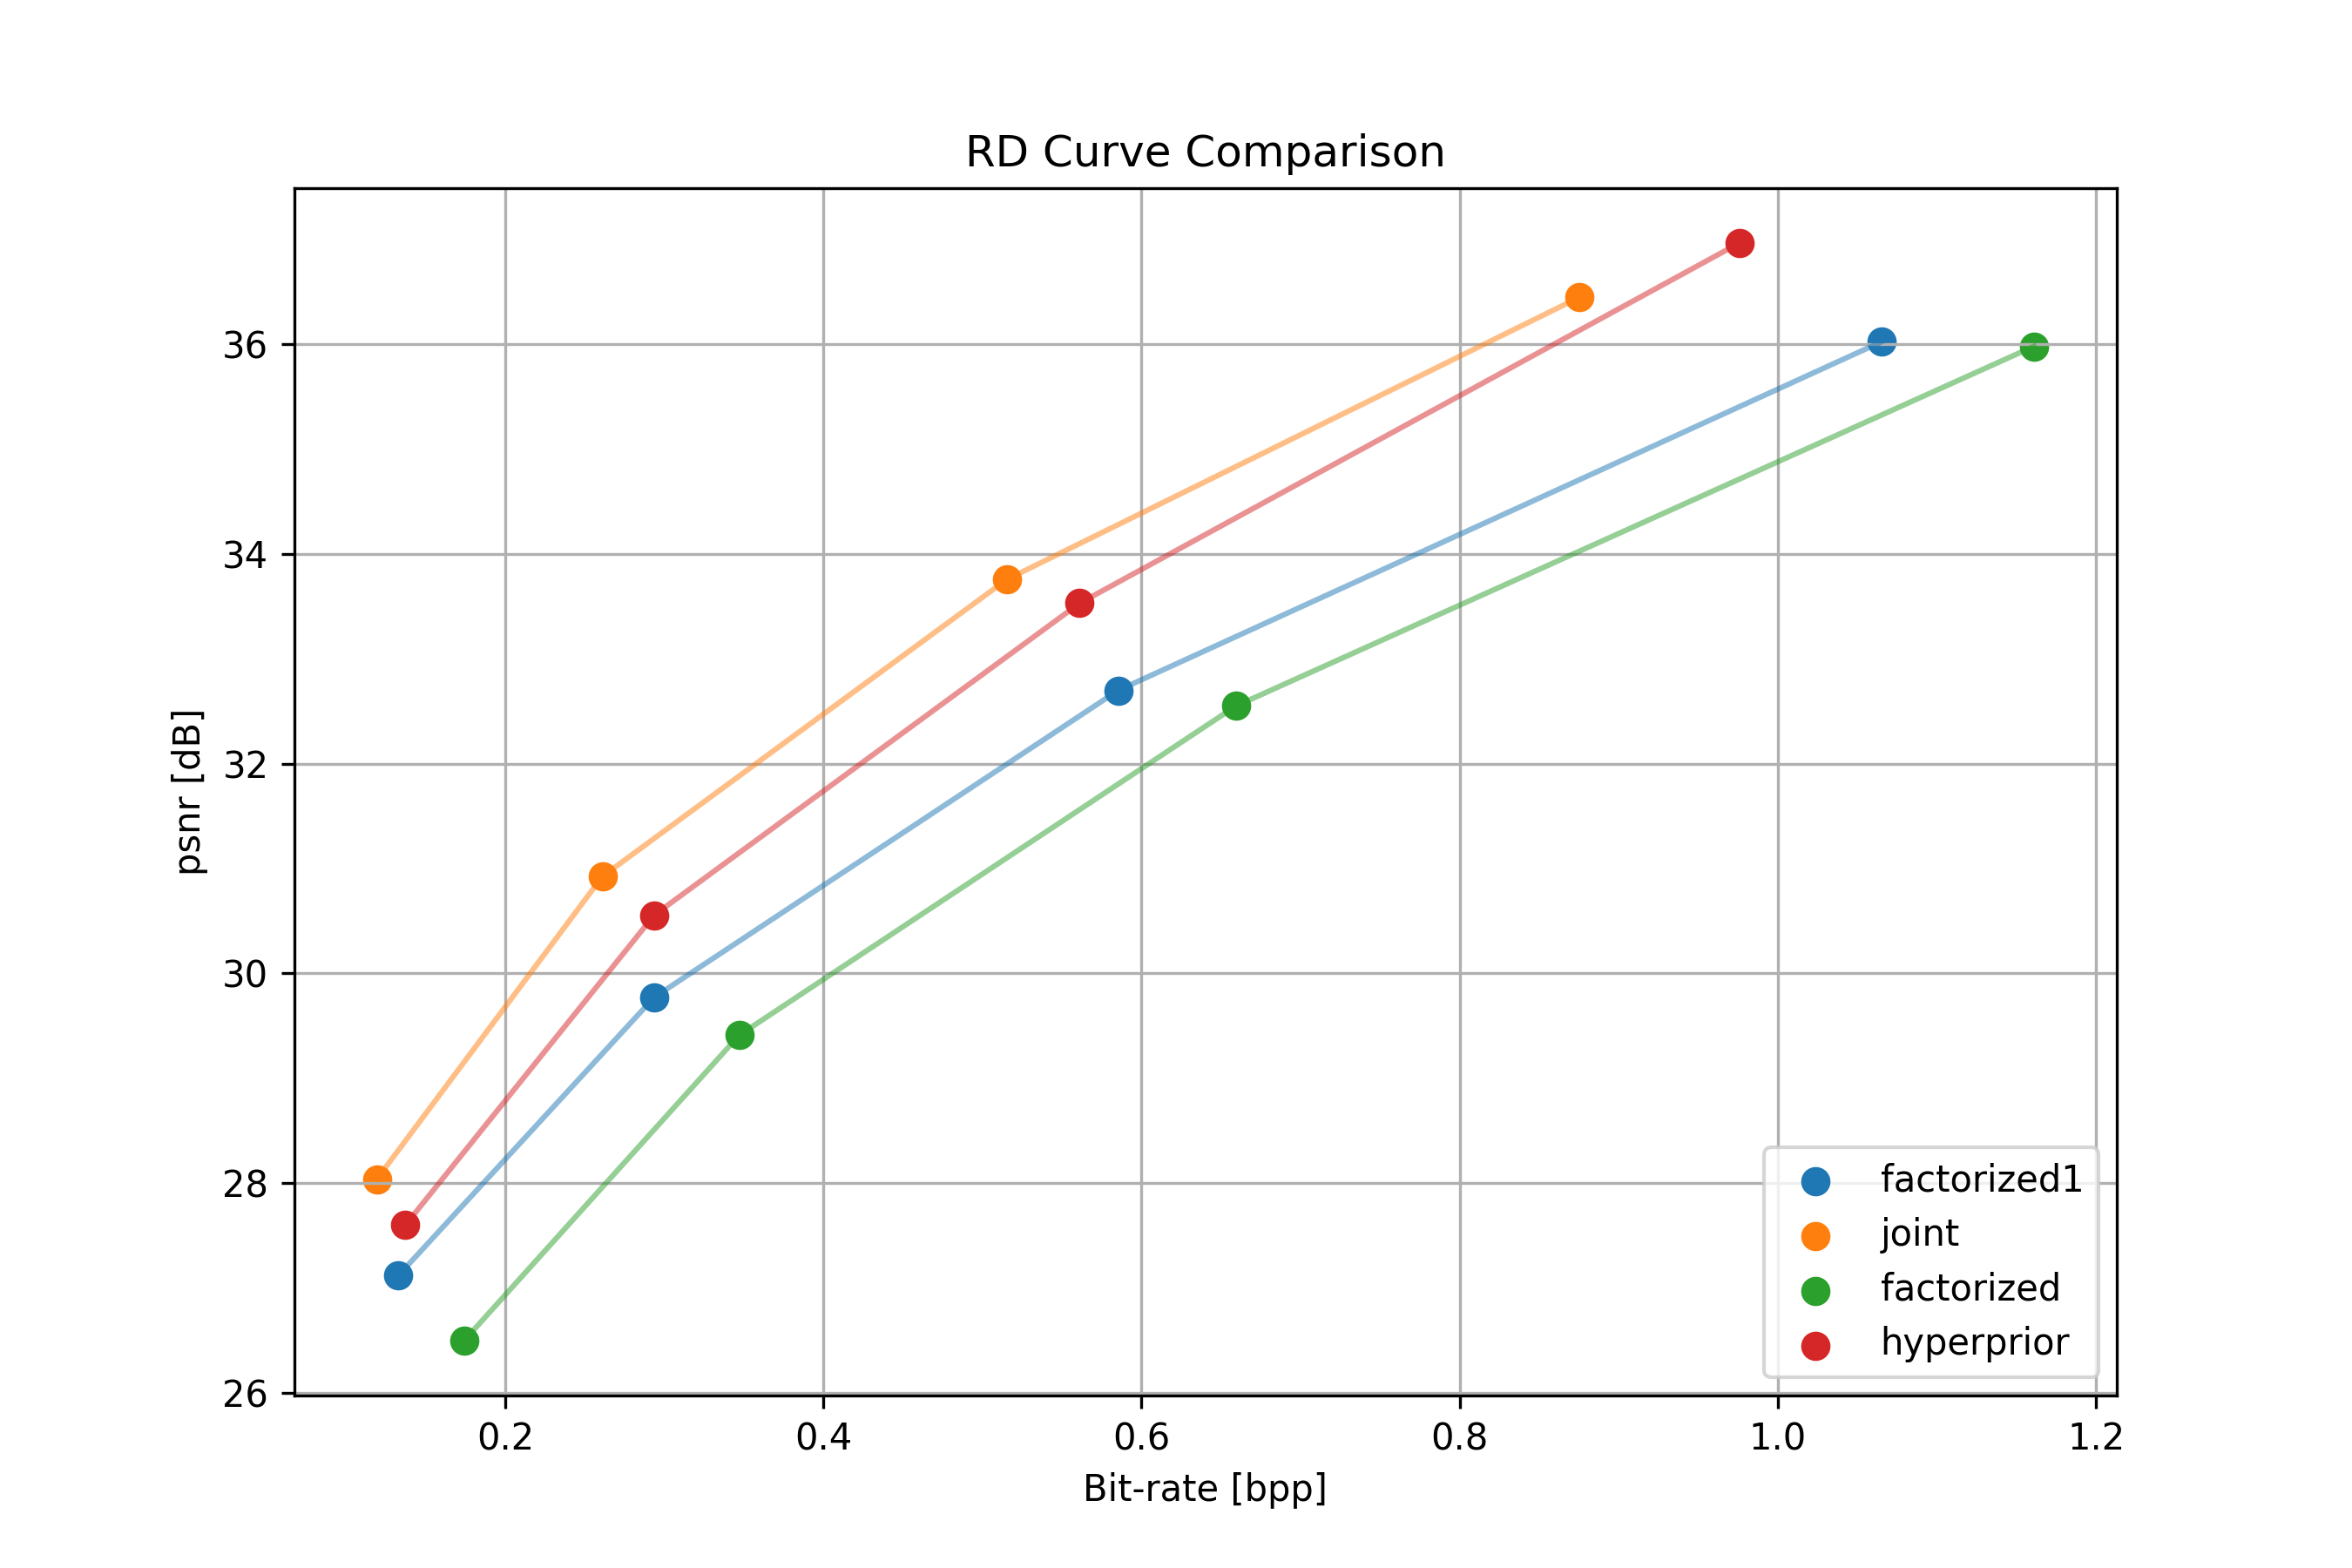 RD Curve Comparison
psnr [dB]
36
34
32
30
28
26
0.2
0.4
0.6
0.8
1.0
1.2
Bit-rate [bpp]
factorized1
joint
factorized
hyperprior